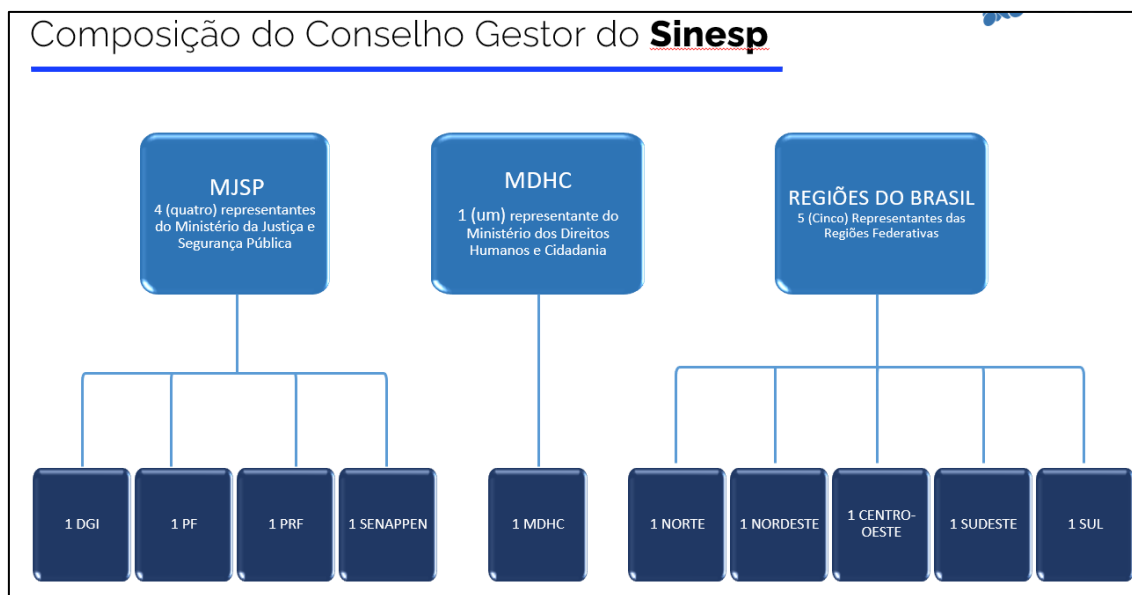 Composição do Conselho Gestor do Sinesp
MJSP
4 (quatro) representantes
do Ministério da Justiça e
Segurança Pública
MDHC
1 (um) representante do
Ministério dos Direitos
Humanos e Cidadania
REGIÕES DO BRASIL
5 (Cinco) Representantes das
Regiões Federativas
1 DGI
1 PF
1 PRF
1 SENAPPEN
1 MDHC
1 NORTE
1 NORDESTE
1 CENTRO-
OESTE
1 SUDESTE
1 SUL